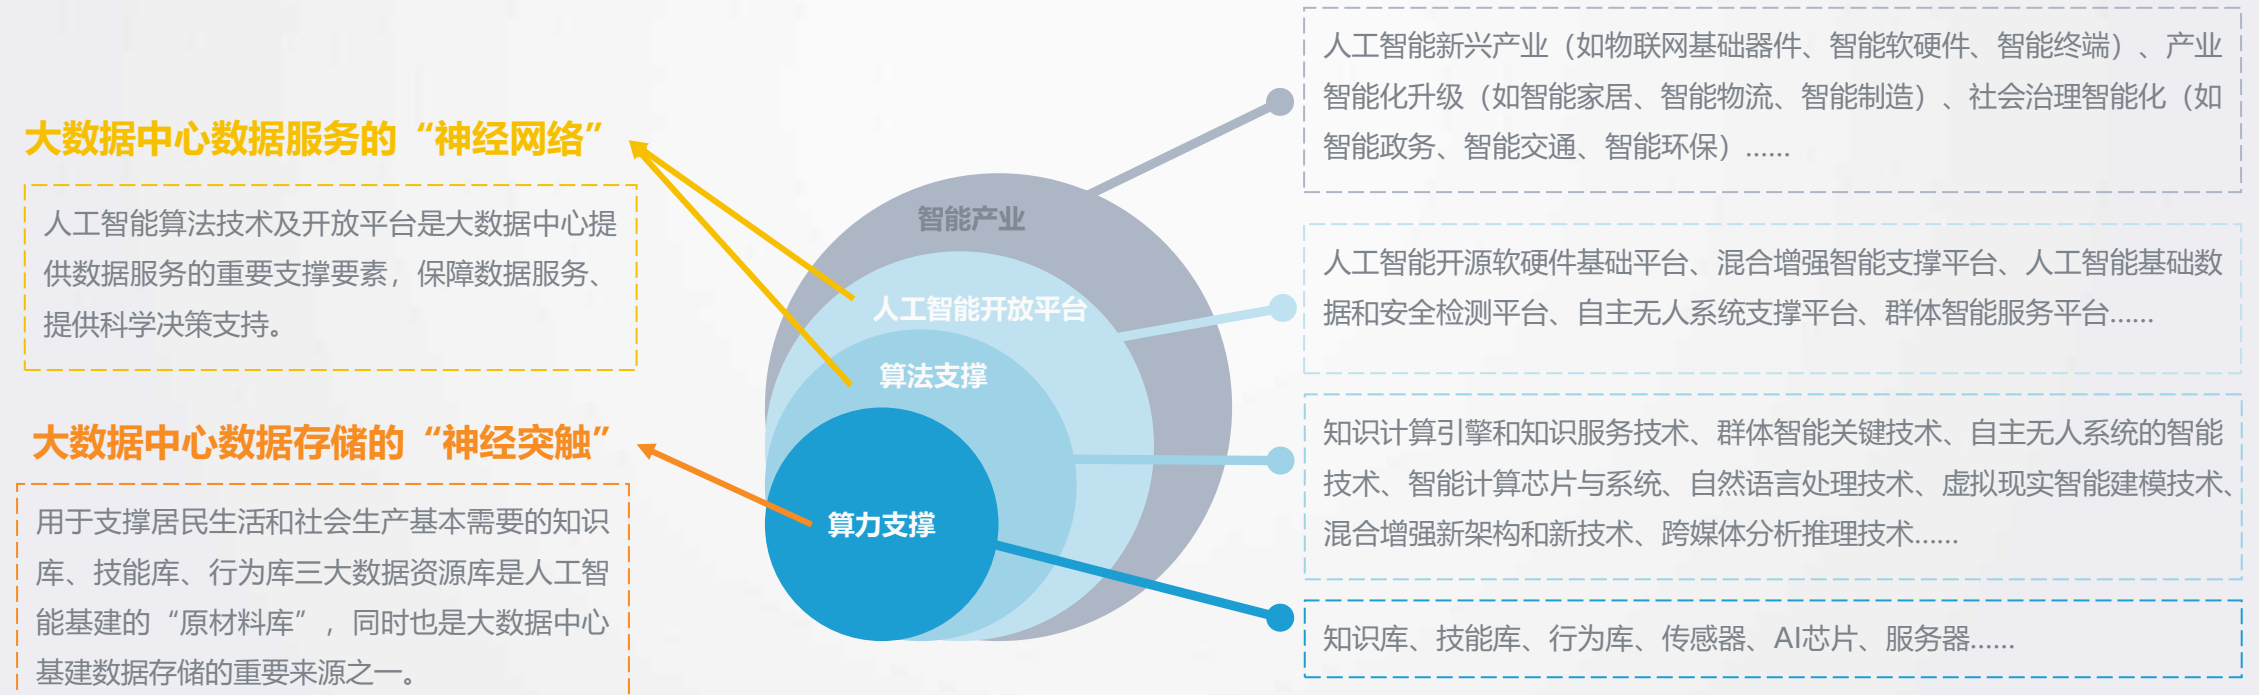 大数据中心数据服务的“神经网络”
人工智能算法技术及开放平台是大数据中心提
供数据服务的重要支撑要素，保障数据服务、
提供科学决策支持。
大数据中心数据存储的“神经突触”
用于支撑居民生活和社会生产基本需要的知识
库、技能库、行为库三大数据资源库是人工智
能基建的“原材料库”，同时也是大数据中心
基建数据存储的重要来源之一。
智能产业
人工智能开放平台
算法支撑
算力支撑
人工智能新兴产业（如物联网基础器件、智能软硬件、智能终端）、产业
智能化升级（如智能家居、智能物流、智能制造）、社会治理智能化（如
智能政务、智能交通、智能环保）......
人工智能开源软硬件基础平台、混合增强智能支撑平台、人工智能基础数
据和安全检测平台、自主无人系统支撑平台、群体智能服务平台......
知识计算引擎和知识服务技术、群体智能关键技术、自主无人系统的智能
技术、智能计算芯片与系统、自然语言处理技术、虚拟现实智能建模技术、
混合增强新架构和新技术、跨媒体分析推理技术......
知识库、技能库、行为库、传感器、AI芯片、服务器......